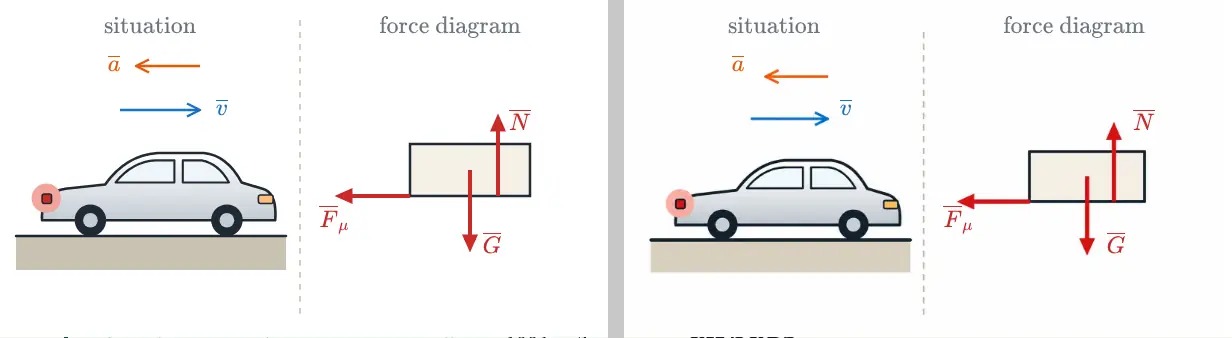 situation force diagram
a̅
v̅
N̅
F̅μ
G̅
situation force diagram
a̅
v̅
N̅
F̅μ
G̅